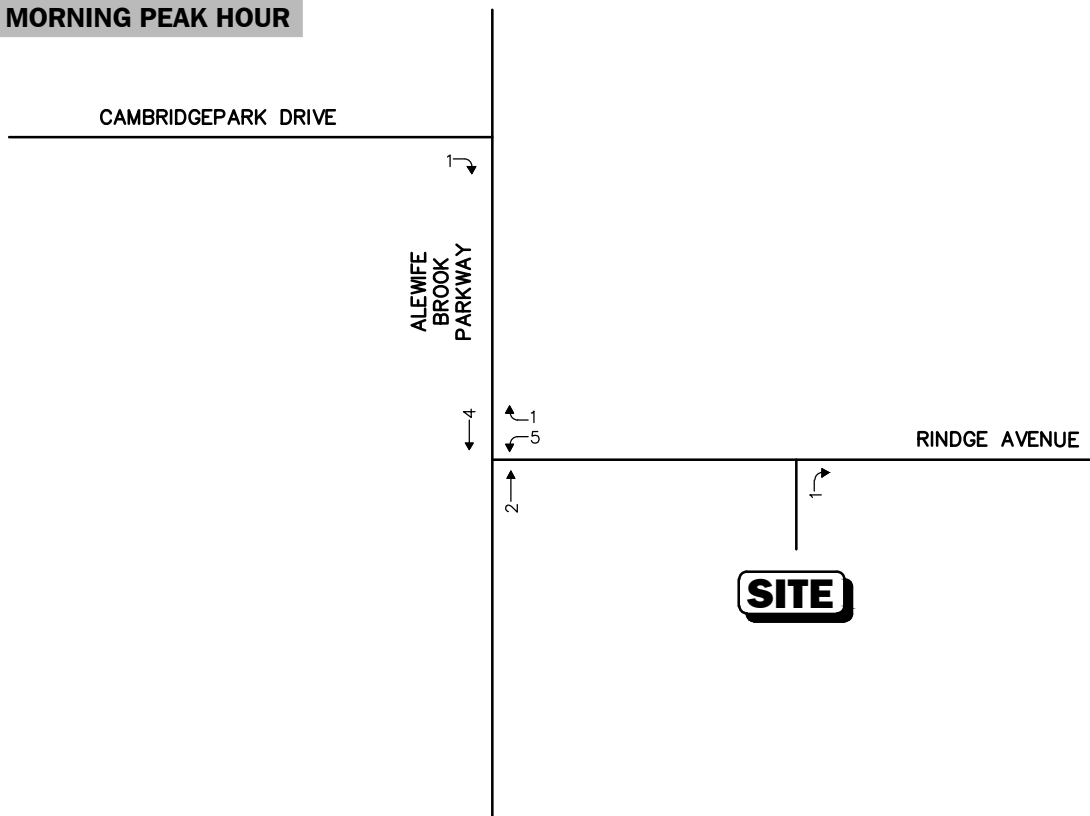 MORNING PEAK HOUR
CAMBRIDGEPARK DRIVE
1
ALEWIFE
BROOK
PARKWAY
4
1
5
RINDGE AVENUE
2
1
SITE